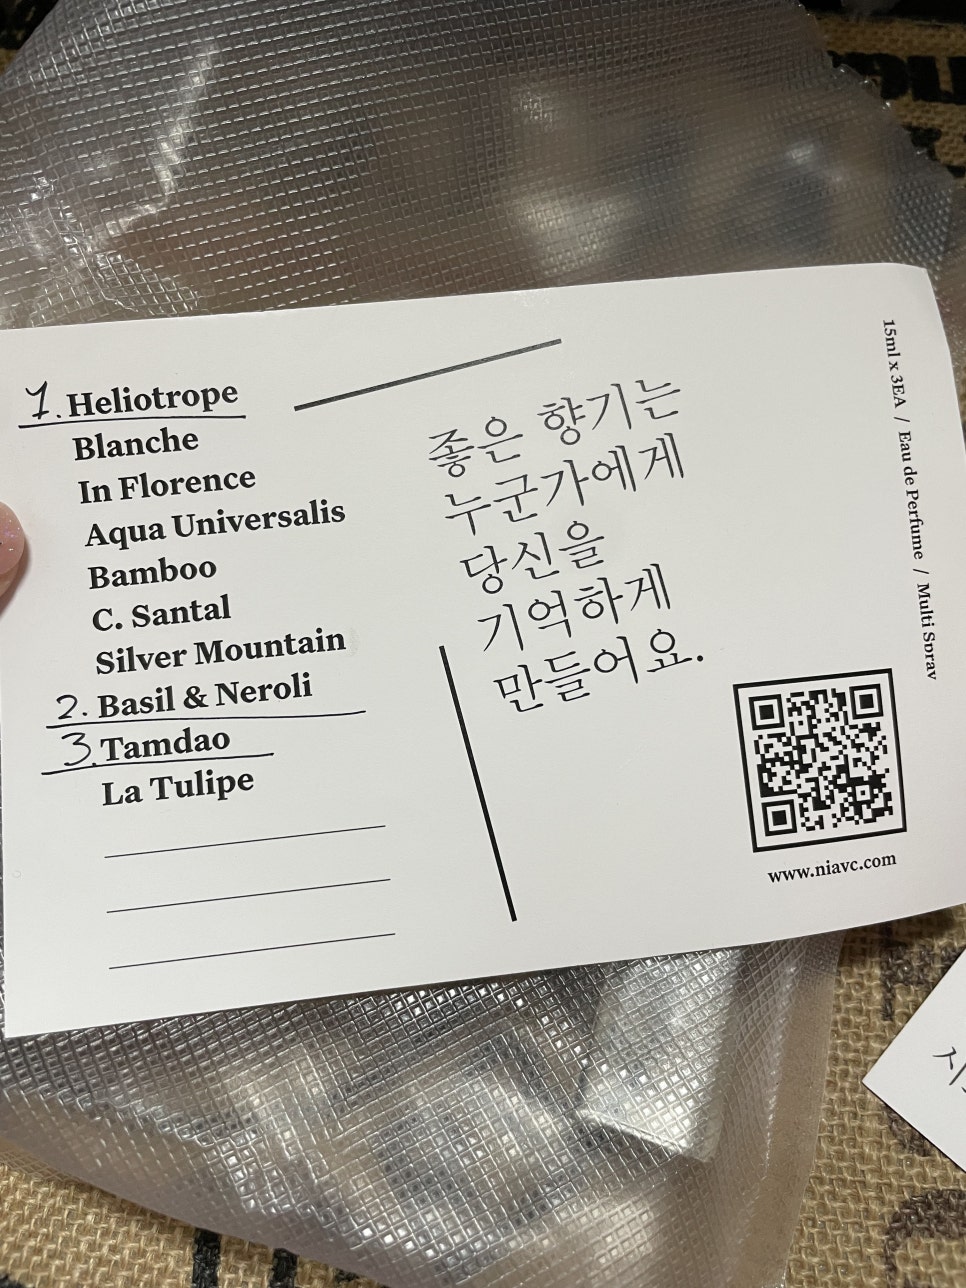 1. Heliotrope
Blanche
In Florence
Aqua Universalis
Bamboo
C. Santal
Silver Mountain
2. Basil & Neroli
3. Tamdao
La Tulipe
좋은 향기는
누군가에게
당신을
기억하게
만들어요.
15ml x 3EA / Eau de Perfume / Multi Spray
www.niavc.com